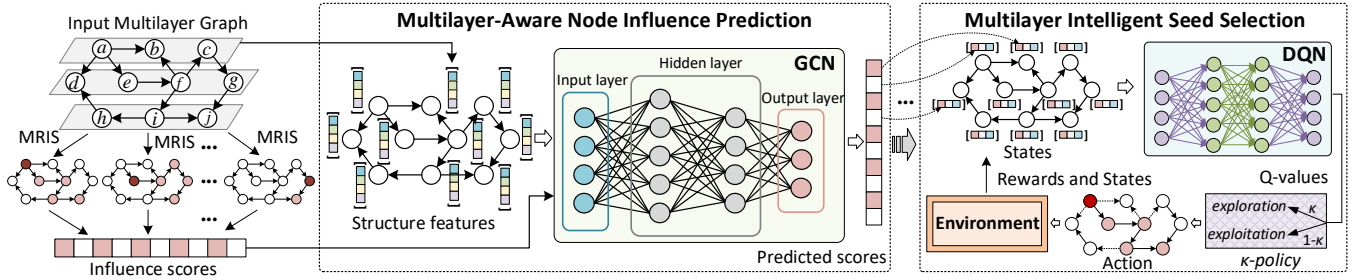 Input Multilayer Graph
a
b
c
d
e
f
g
h
i
j
MRIS
MRIS
MRIS
...
...
...
Influence scores
Multilayer-Aware Node Influence Prediction
Structure features
GCN
Input layer
Hidden layer
Output layer
Predicted scores
...
Multilayer Intelligent Seed Selection
States
DQN
Rewards and States
Q-values
Environment
Action
exploration
κ
exploitation
1-κ
κ-policy